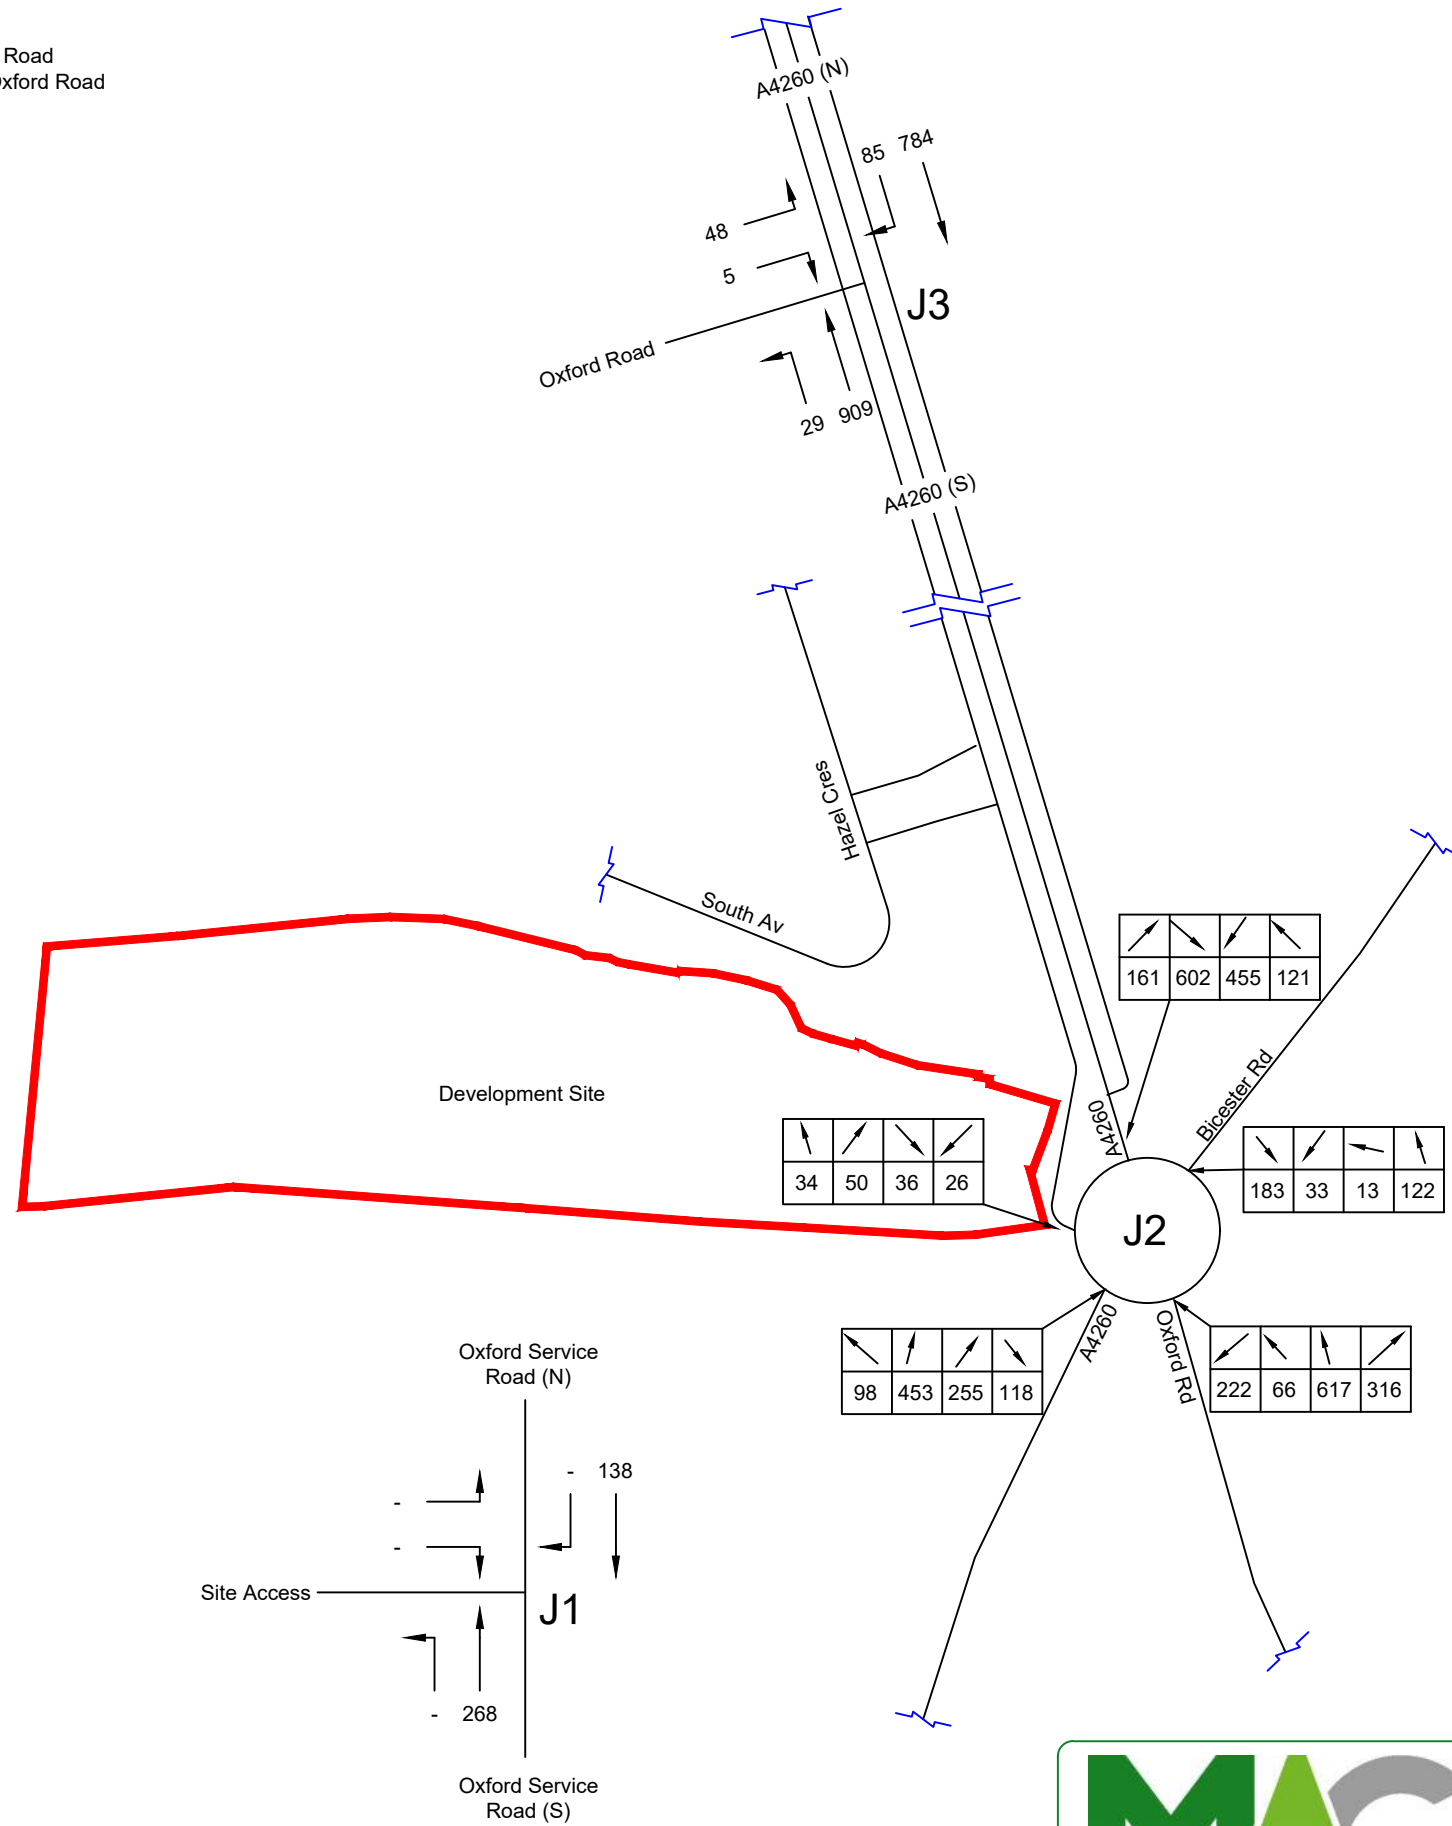 Road
Oxford Road
A4260 (N)
85 784
48
5
J3
Oxford Road
29 909
A4260 (S)
Hazel Cres
South Av
161 602 455 121
Bicester Rd
Development Site
A4260
34 50 36 26
183 33 13 122
J2
A4260
Oxford Rd
98 453 255 118
222 66 617 316
Oxford Service
Road (N)
- 138
-
-
Site Access
J1
- 268
Oxford Service
Road (S)
MAC